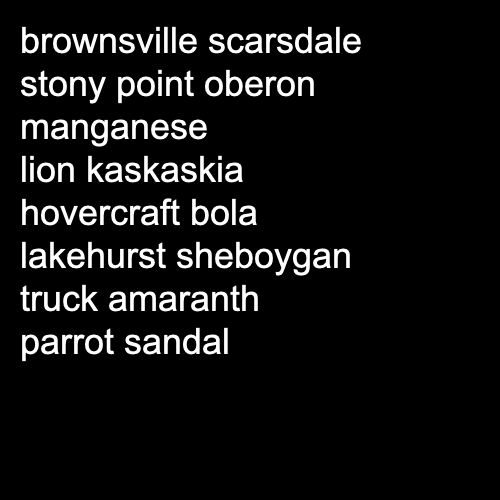 brownsville scarsdale
stony point oberon
manganese
lion kaskaskia
hovercraft bola
lakehurst sheboygan
truck amaranth
parrot sandal